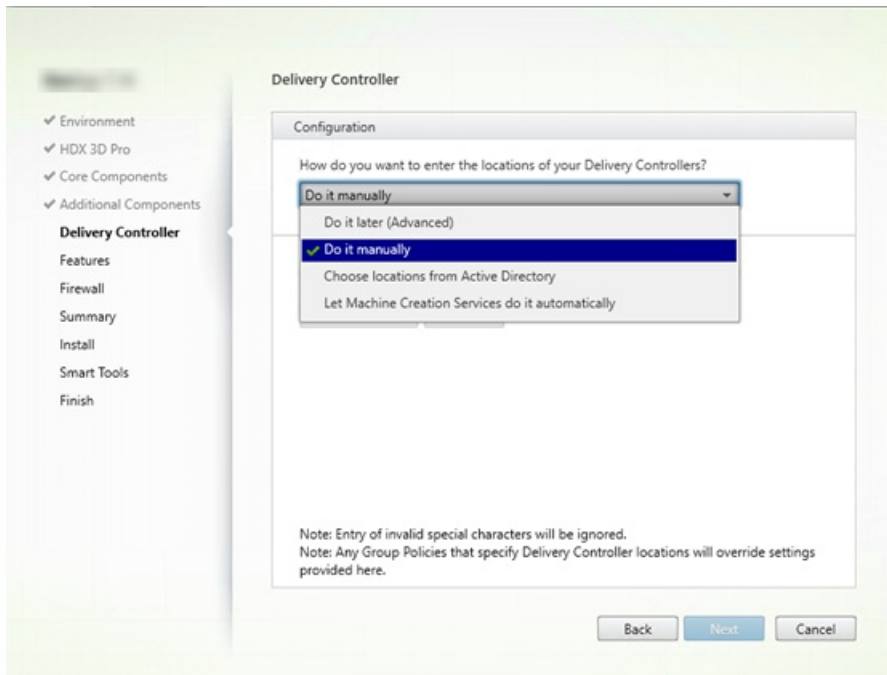 Delivery Controller
Environment
HDX 3D Pro
Core Components
Additional Components
Delivery Controller
Features
Firewall
Summary
Install
Smart Tools
Finish
Configuration
How do you want to enter the locations of your Delivery Controllers?
Do it manually
Do it later (Advanced)
Do it manually
Choose locations from Active Directory
Let Machine Creation Services do it automatically
Note: Entry of invalid special characters will be ignored.
Note: Any Group Policies that specify Delivery Controller locations will override settings
provided here.
Back
Next
Cancel